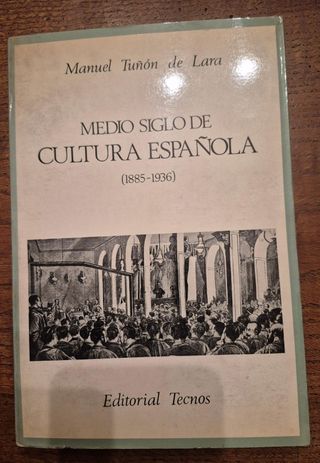 Manuel Tuñón de Lara
MEDIO SIGLO DE
CULTURA ESPAÑOLA
(1885-1936)
Editorial Tecnos